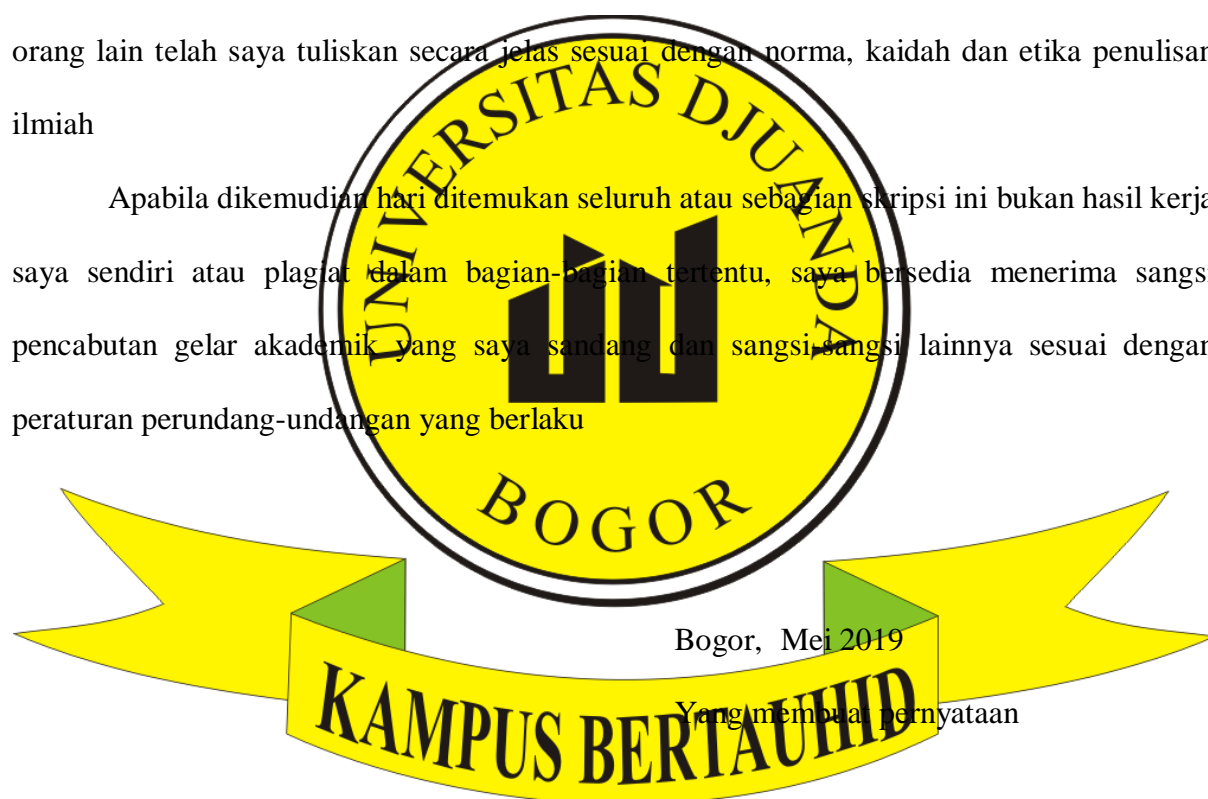 orang lain telah saya tuliskan secara jelas sesuai dengan norma, kaidah dan etika penulisan
ilmiah
Apabila dikemudian hari ditemukan seluruh atau sebagian skripsi ini bukan hasil kerja
saya sendiri atau plagiat dalam bagian-bagian tertentu, saya bersedia menerima sangsi
pencabutan gelar akademik yang saya sandang dan sangsi-sangsi lainnya sesuai dengan
peraturan perundang-undangan yang berlaku
UNIVERSITAS DJUANDA
BOGOR
Bogor, Mei 2019
Yang membuat pernyataan
KAMPUS BERTAUHID